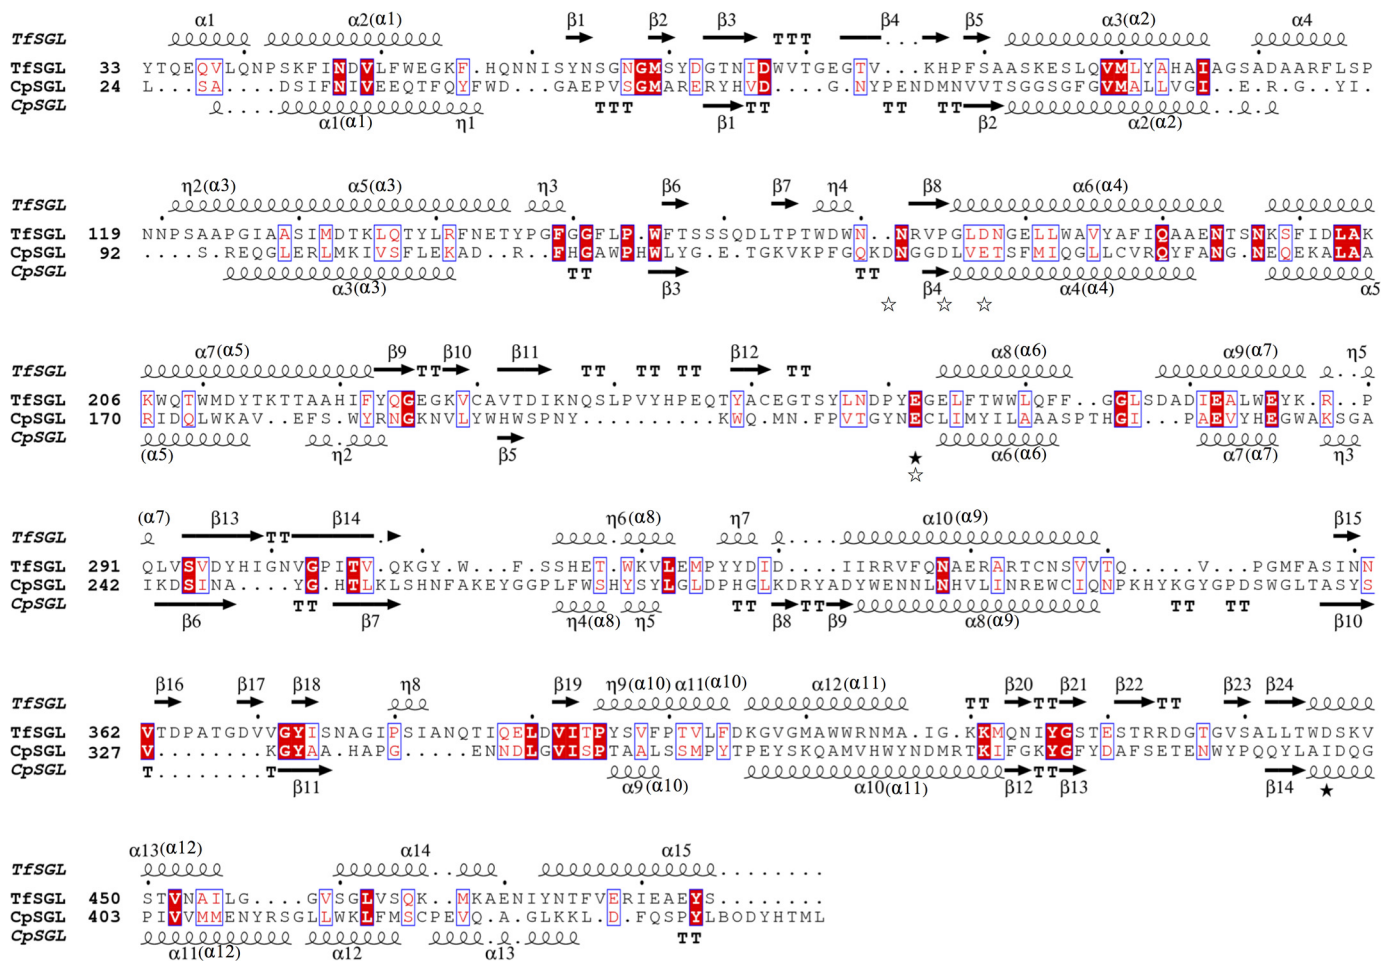 α1 α2(α1) β1 β2 β3 β4 β5 α3(α2) α4
TfSGL TTT
TfSGL 33 YTQEQVLQNPSKFINDVLFWEGKF.HQNNISYNSGNGMSYDGTNIDWVTGEGTV...KHPFSAASKESLQVMLYAHAIAGSADAARFLSP
CpSGL 24 L...SA....DSIFNIVEEQTFQYFWD...GAEPVSGMARERYHVD....G.NYPENDMNVVTSGGSGFGVMALLVGI..E.R.G..YI.
CpSGL TTT TT TT TT
α1(α1) η1 β1 β2 α2(α2)
η2(α3) α5(α3) η3 β6 β7 η4 β8 α6(α4)
TfSGL
TfSGL 119 NNPSAAPGIAASIMDTKLQTYLRFNETYPGFGGFLP.WFTSSSQDLTPTWDWN..NRVPGLDNGELLWAVYAFIQAAENTSNKSFIDLAK
CpSGL 92 ....S.REQGLERLMKIVSFLEKAD..R..FHGAWPHWLYG.E.TGKVKPFGQKDNGGDLVETSFMIQGLLCVRQYFANG.NEQEKALAA
CpSGL TT TT
α3(α3) β3 β4 α4(α4) α5
☆ ☆ ☆
α7(α5) β9 β10 β11 β12 α8(α6) α9(α7) η5
TfSGL TT TT TT TT TT
TfSGL 206 KWQTWMDYTKTTAAHIFYQGEGKVCAVTDIKNQSLPVYHPEQTYACEGTSYLNDPYEGELFTWWLQFF..GGLSDADIEALWEYK.R..P
CpSGL 170 RIDQLWKAV..EFS.WYRNGKNVLYWHWSPNY..........KWQ.MN.FPVTGYNECLIMYILAAASPTHGI...PAEVYHEGWAKSGA
CpSGL
(α5) η2 β5 α6(α6) α7(α7) η3
★
☆
(α7) β13 β14 η6(α8) η7 α10(α9) β15
TfSGL TT
TfSGL 291 QLVSVDYHIGNVGPITV.QKGY.W...F.SSHET.WKVLEMPYYDID.....IIRRVFQNAERARTCNSVVTQ.....V...PGMFASINN
CpSGL 242 IKDSINA....YG.HTLKLSHNFAKEYGGPLFWSHYSYLGLDPHGLKDRYADYWENNLNHVLINREWCIQNPKHYKGYGPDSWGLTASYS
CpSGL TT TT TT TT TT
β6 β7 η4(α8) η5 β8 β9 α8(α9) β10
β16 β17 β18 η8 β19 η9(α10) α11(α10) α12(α11) β20 β21 β22 β23 β24
TfSGL TT TT TT
TfSGL 362 VTDPATGDVVGYISNAGIPSIANQTIQELDVITPYSVFPTVLFDKGVGMAWWRNMA.IG.KKMQNIYGSTESTRRDGTGVSALLTWDSKV
CpSGL 327 V........KGYAA.HAPG.....ENNDLGVISPTAALSSMPYTPEYSKQAMVHWYNDMRTKIFGKYGFYDAFSETENWYPQQYLAIDQG
CpSGL T.........T TT
β11 α9(α10) α10(α11) β12 β13 β14 ★
α13(α12) α14 α15
TfSGL
TfSGL 450 STVNAILG....GVSGLVSQK..MKAENIYNTFVERIEAEYS........
CpSGL 403 PIVVMMENYRSGLLWKLFMSCPEVQ.A.GLKKL.D.FQSPYLBODYHTML
CpSGL TT
α11(α12) α12 α13